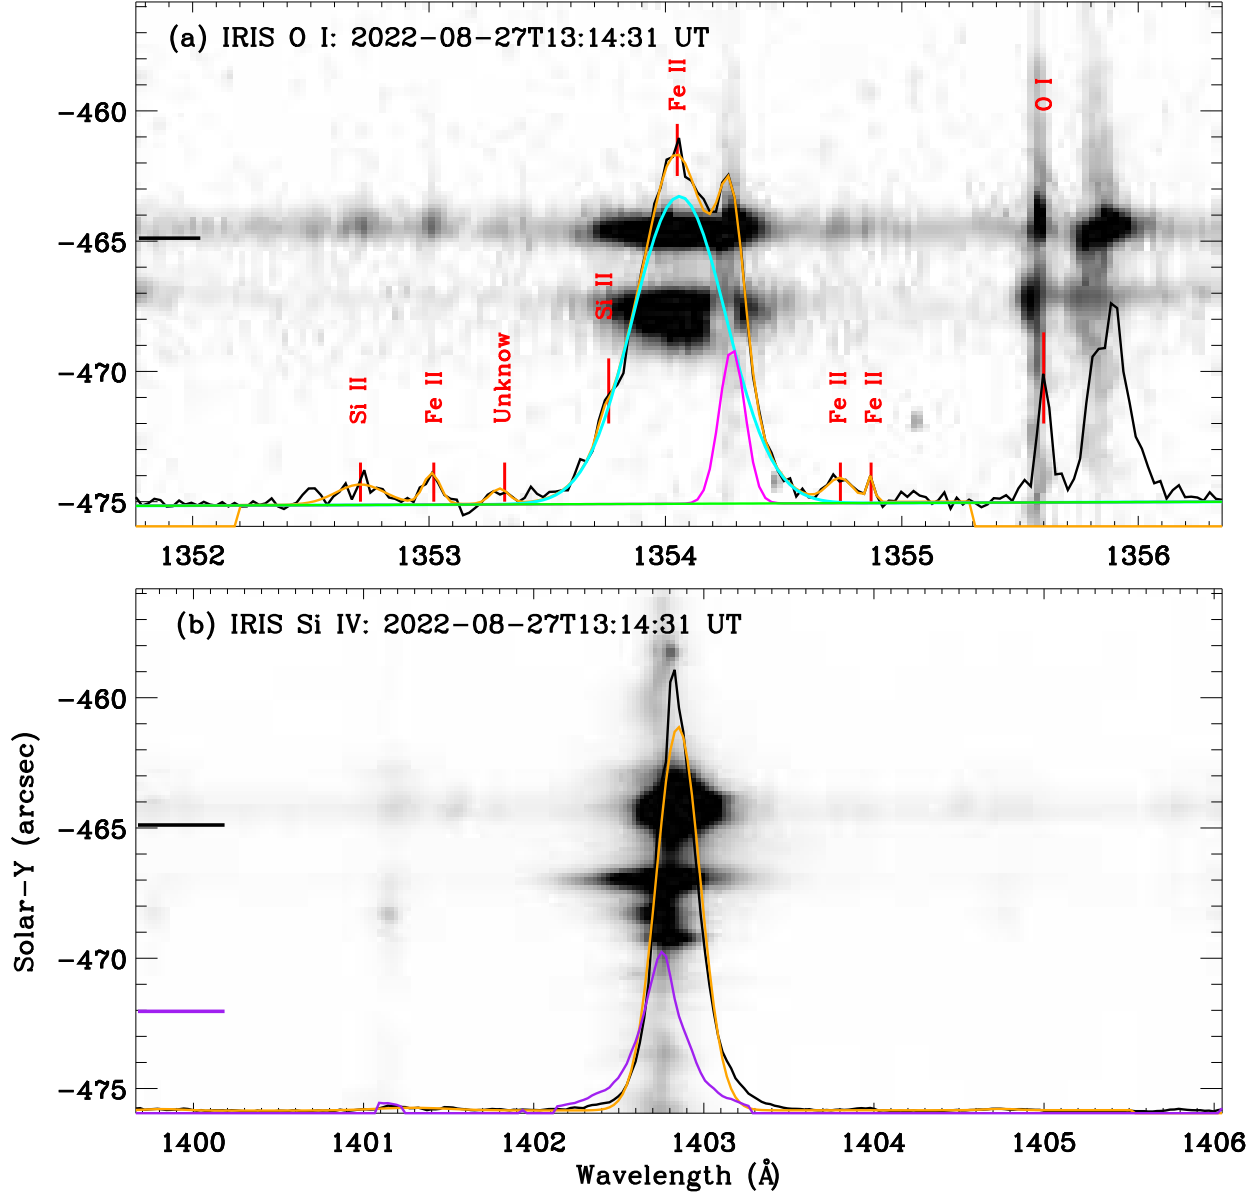 (a) IRIS O I: 2022-08-27T13:14:31 UT
Fe II
O I
Si II
Si II
Fe II
Unknow
Fe II
Fe II
-460
-465
-470
-475
1352
1353
1354
1355
1356
(b) IRIS Si IV: 2022-08-27T13:14:31 UT
-460
-465
-470
-475
Solar-Y (arcsec)
1400
1401
1402
1403
1404
1405
1406
Wavelength (Å)